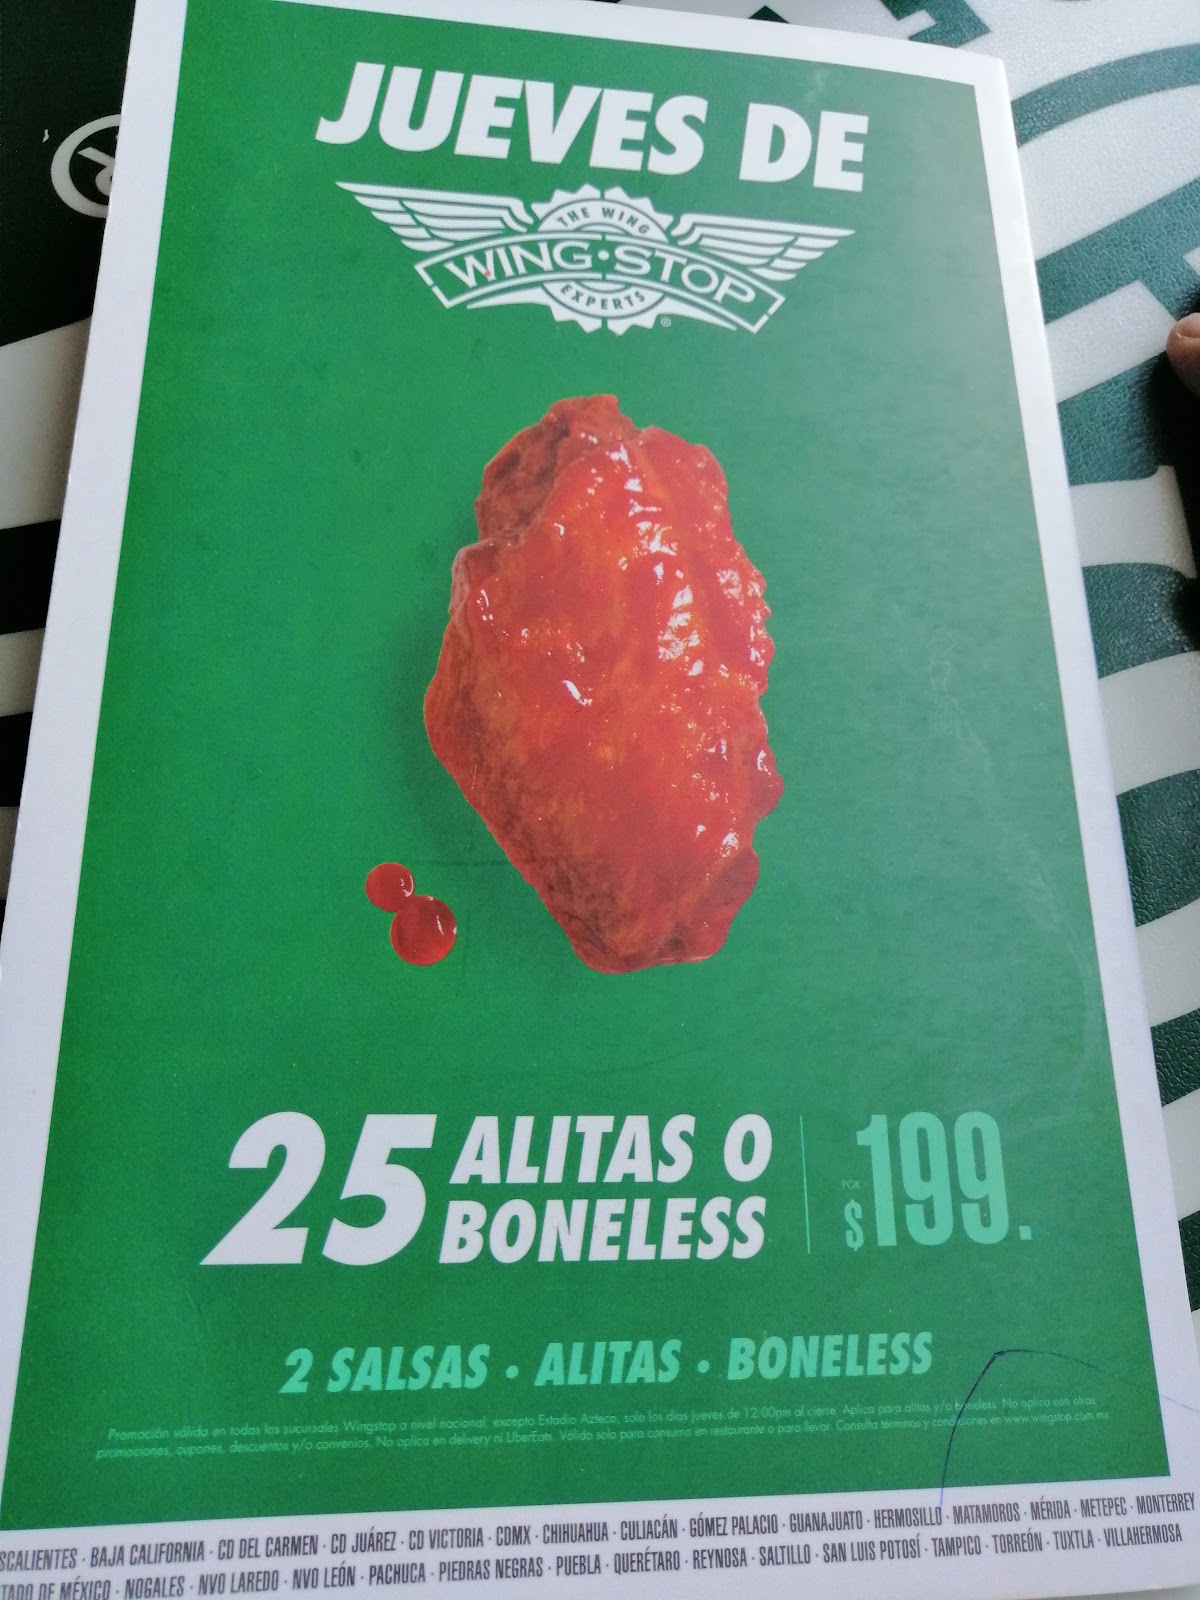 JUEVES DE
THE WING
WING·STOP
EXPERTS
®
25 ALITAS O
BONELESS
POR
$199.
2 SALSAS · ALITAS · BONELESS
Promoción válida en todas las sucursales Wingstop a nivel nacional, excepto Estadio Azteca, solo los días jueves de 12:00pm al cierre. Aplica para alitas y/o boneless. No aplica con otras
promociones, cupones, descuentos y/o convenios. No aplica en delivery ni UberEats. Válido solo para consumo en restaurante o para llevar. Consulta términos y condiciones en www.wingstop.com.mx
SCALIENTES · BAJA CALIFORNIA · CD DEL CARMEN · CD JUÁREZ · CD VICTORIA · CDMX · CHIHUAHUA · CULIACÁN · GÓMEZ PALACIO · GUANAJUATO · HERMOSILLO · MATAMOROS · MÉRIDA · METEPEC · MONTERREY
TADO DE MÉXICO · NOGALES · NVO LAREDO · NVO LEÓN · PACHUCA · PIEDRAS NEGRAS · PUEBLA · QUERÉTARO · REYNOSA · SALTILLO · SAN LUIS POTOSÍ · TAMPICO · TORREÓN · TUXTLA · VILLAHERMOSA